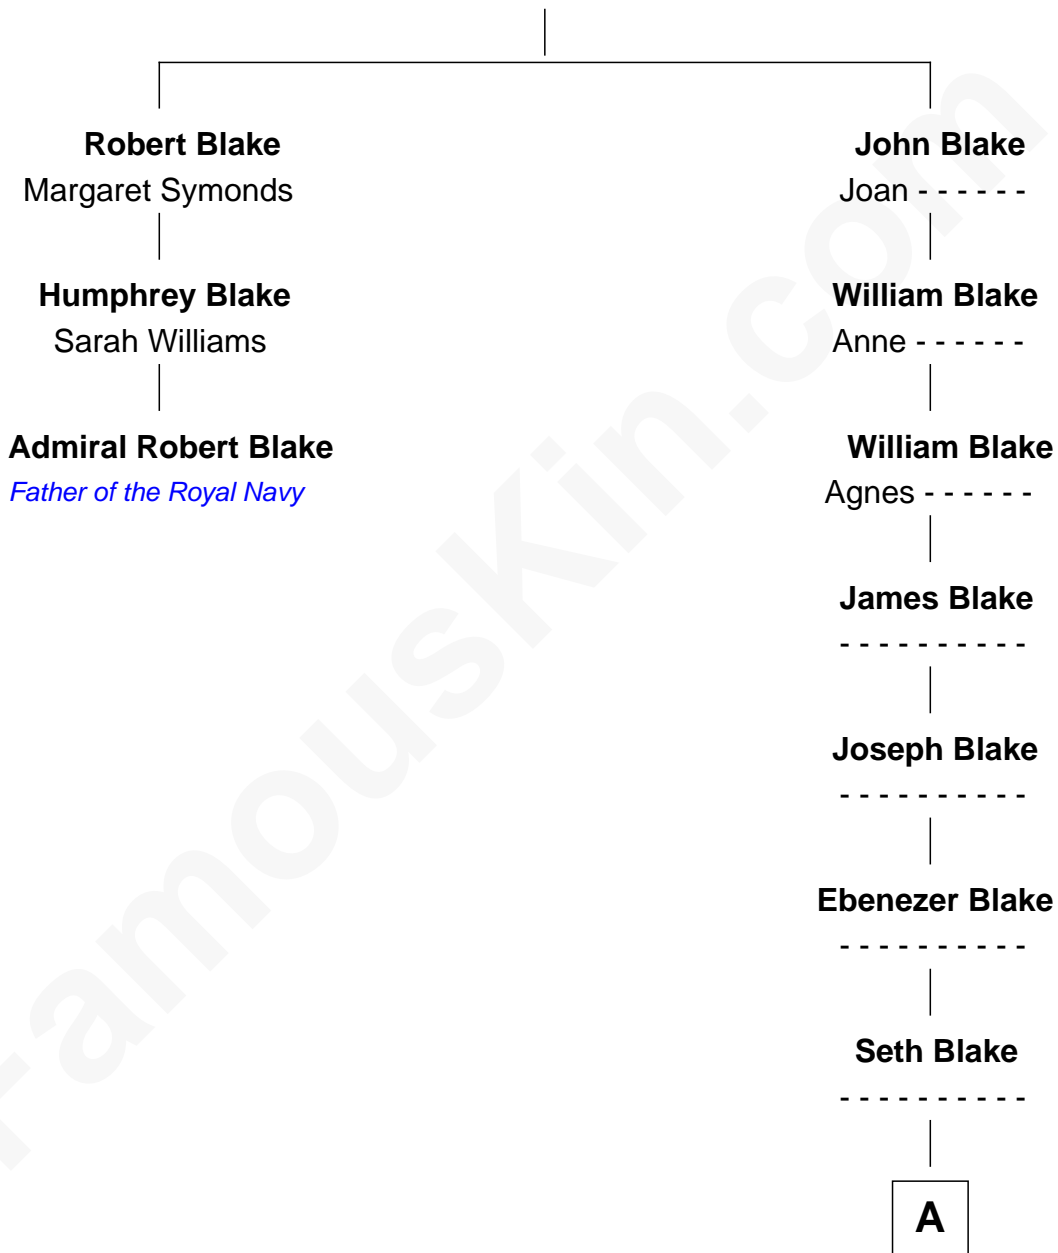 Robert Blake
Margaret Symonds
Humphrey Blake
Sarah Williams
Admiral Robert Blake
Father of the Royal Navy
John Blake
Joan - - - - - -
William Blake
Anne - - - - - -
William Blake
Agnes - - - - - -
James Blake
- - - - - - - - - -
Joseph Blake
- - - - - - - - - -
Ebenezer Blake
- - - - - - - - - -
Seth Blake
- - - - - - - - - -
A
FamousKin.com